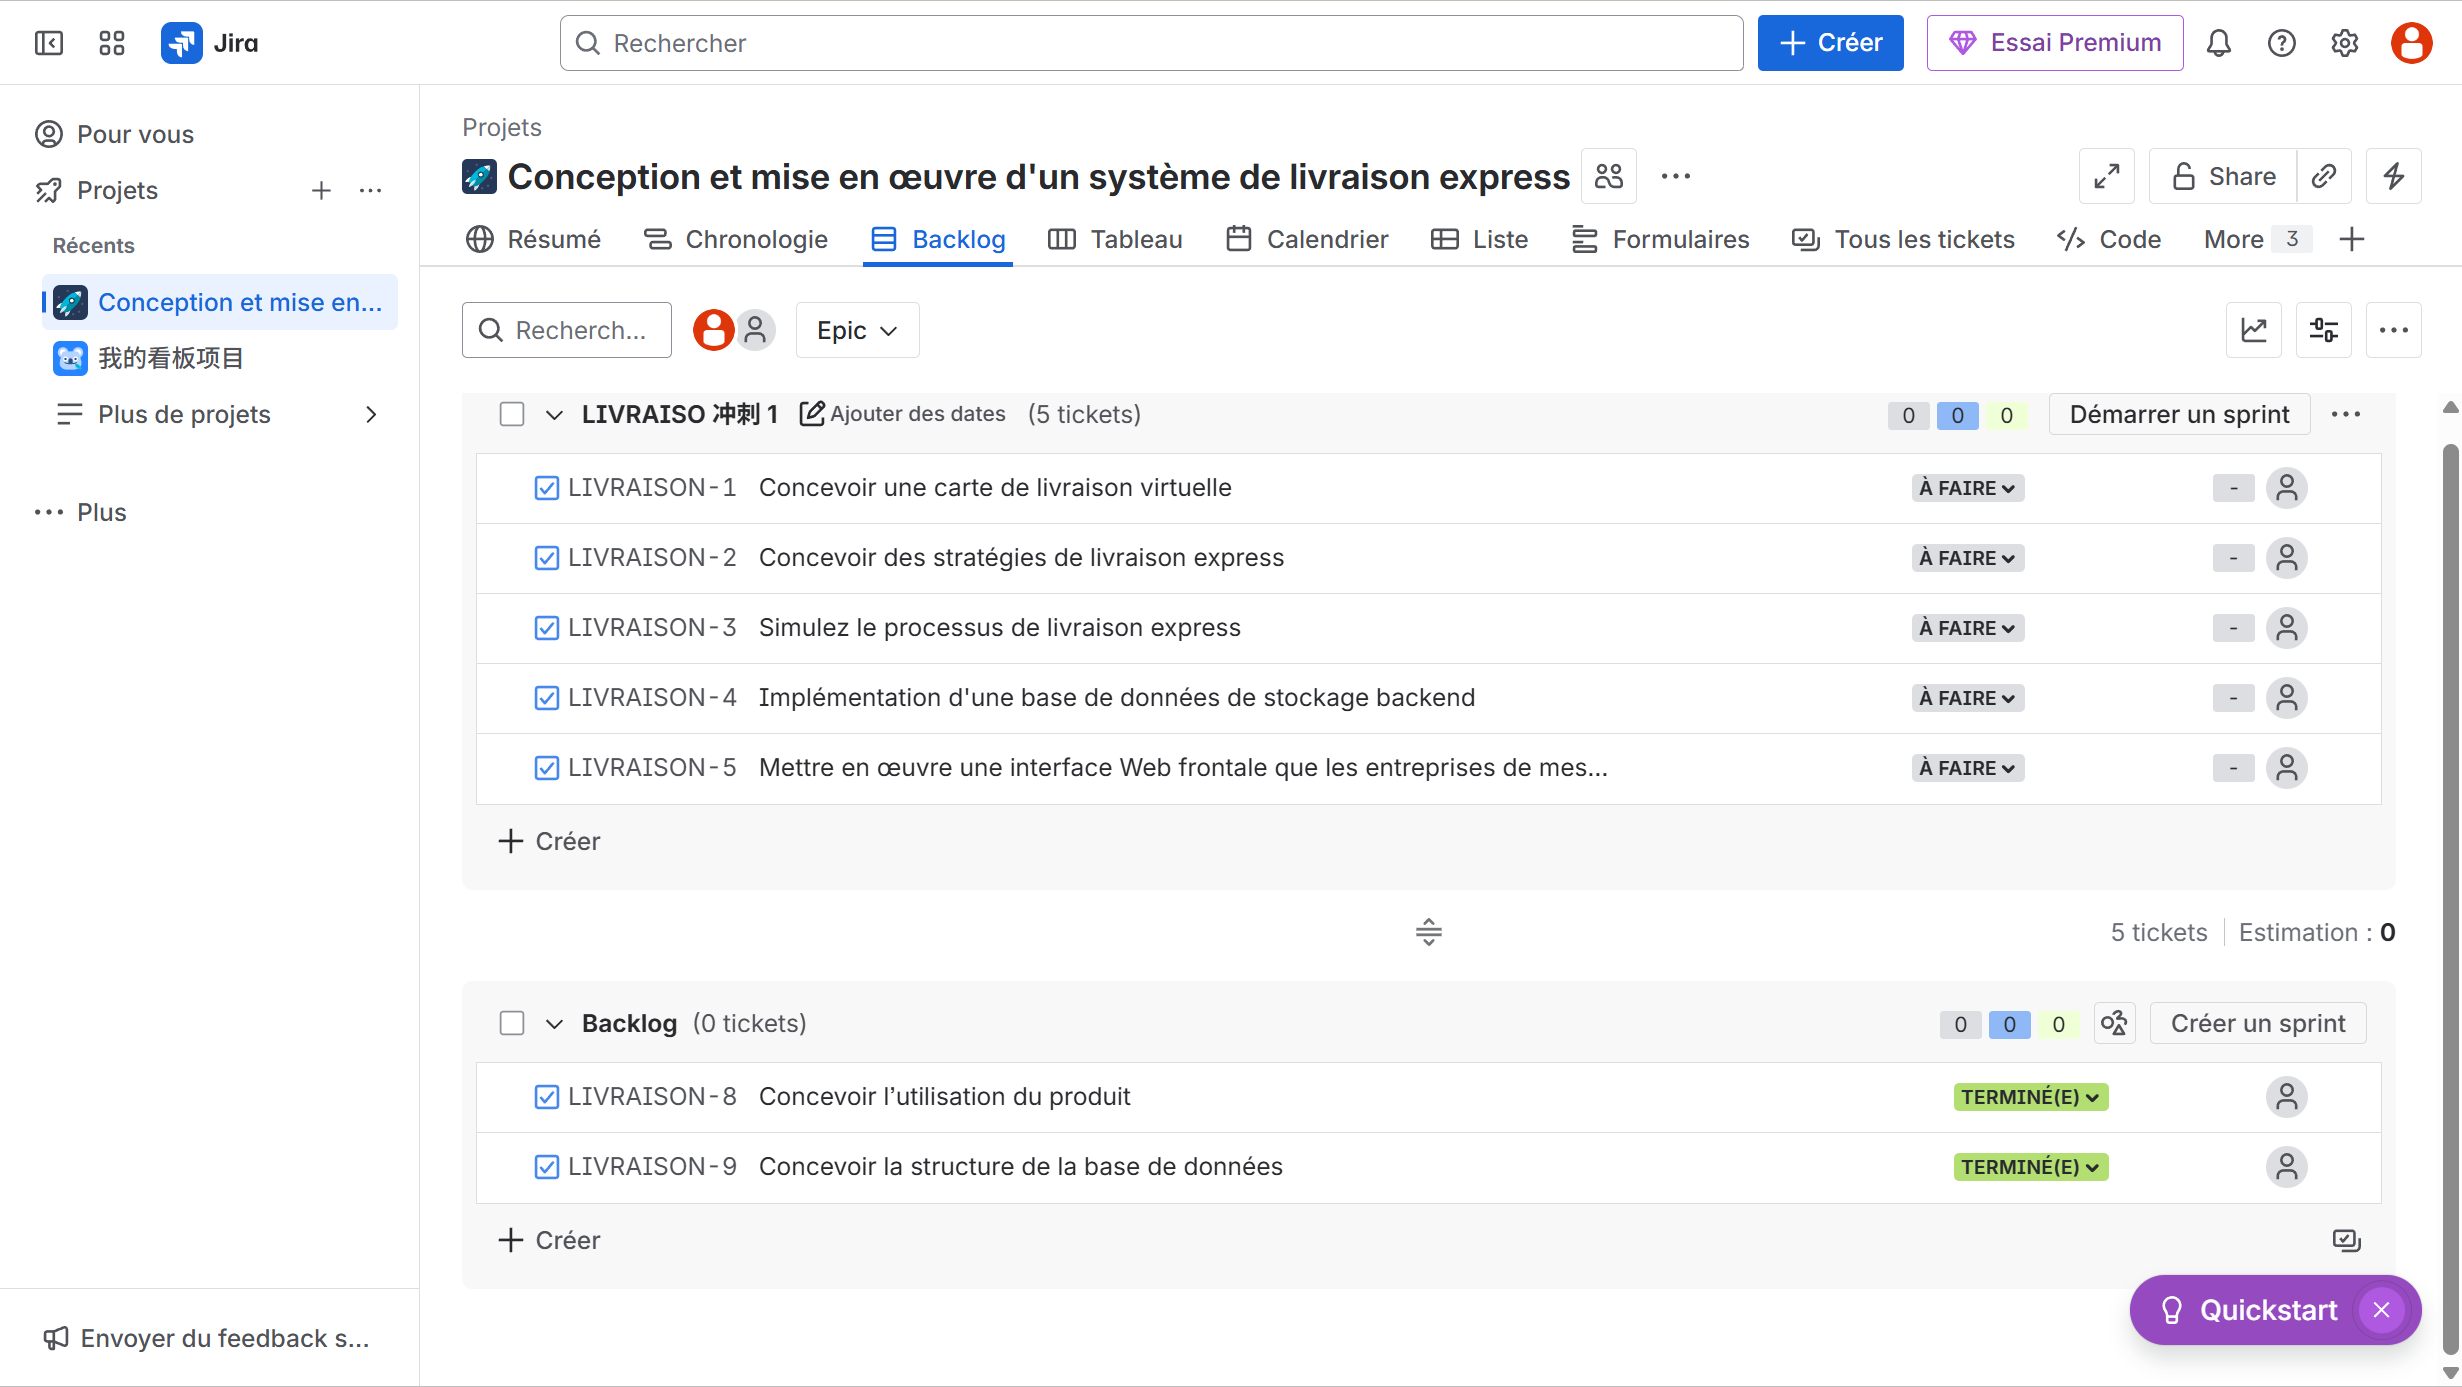 Jira
Rechercher
Créer
Essai Premium
Pour vous
Projets
Récents
Conception et mise en...
我的看板项目
Plus de projets
Plus
Envoyer du feedback s...
Projets
Conception et mise en œuvre d'un système de livraison express
Share
Résumé
Chronologie
Backlog
Tableau
Calendrier
Liste
Formulaires
Tous les tickets
Code
More 3
Recherch...
Epic
LIVRAISO 冲刺 1 Ajouter des dates (5 tickets) 0 0 0 Démarrer un sprint
LIVRAISON-1 Concevoir une carte de livraison virtuelle À FAIRE -
LIVRAISON-2 Concevoir des stratégies de livraison express À FAIRE -
LIVRAISON-3 Simulez le processus de livraison express À FAIRE -
LIVRAISON-4 Implémentation d'une base de données de stockage backend À FAIRE -
LIVRAISON-5 Mettre en œuvre une interface Web frontale que les entreprises de mes... À FAIRE -
Créer
5 tickets Estimation : 0
Backlog (0 tickets) 0 0 0 Créer un sprint
LIVRAISON-8 Concevoir l’utilisation du produit TERMINÉ(E)
LIVRAISON-9 Concevoir la structure de la base de données TERMINÉ(E)
Créer
Quickstart